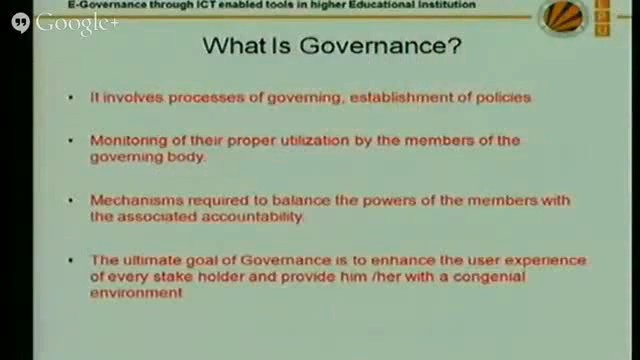 E-Governance through ICT enabled tools in higher Educational Institution
Google+
What Is Governance?
• It involves processes of governing, establishment of policies
• Monitoring of their proper utilization by the members of the
governing body.
• Mechanisms required to balance the powers of the members with
the associated accountability.
• The ultimate goal of Governance is to enhance the user experience
of every stake holder and provide him /her with a congenial
environment